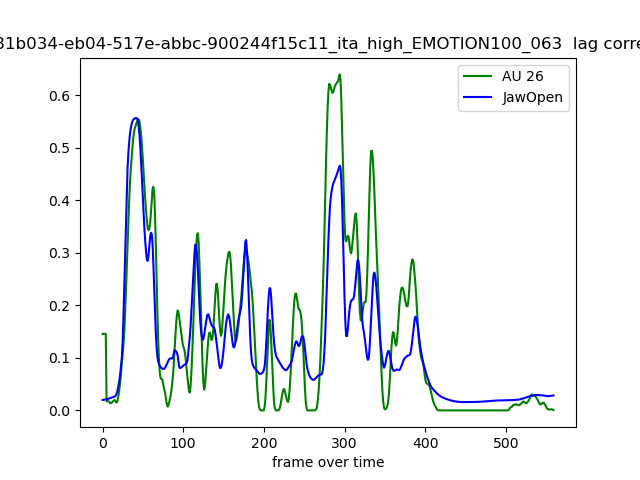 31b034-eb04-517e-abbc-900244f15c11_ita_high_EMOTION100_063 lag corre
AU 26
JawOpen
0.6
0.5
0.4
0.3
0.2
0.1
0.0
0 100 200 300 400 500
frame over time